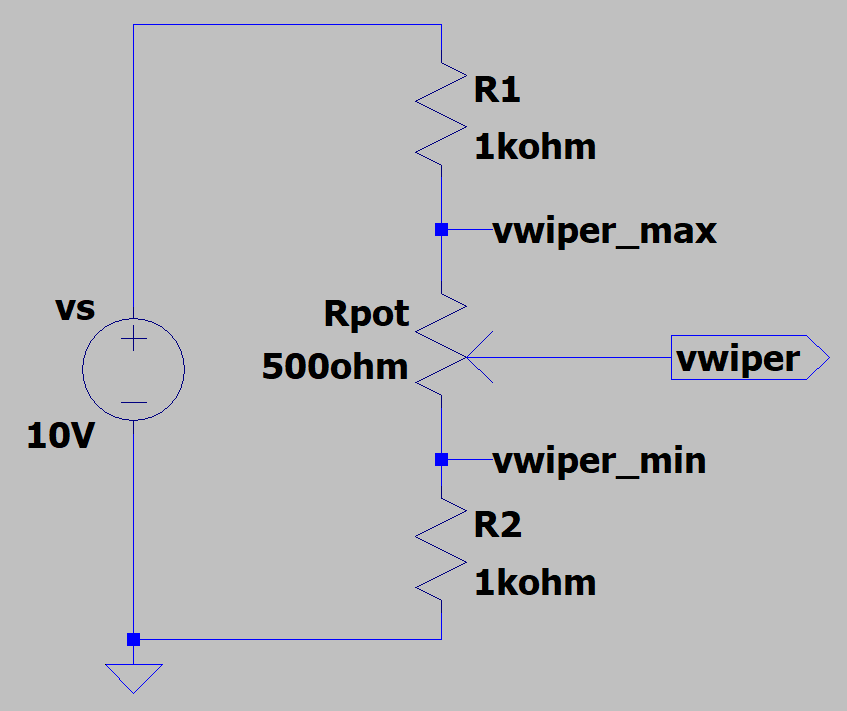 R1
1kohm
vwiper_max
vs
Rpot
500ohm
vwiper
10V
vwiper_min
R2
1kohm